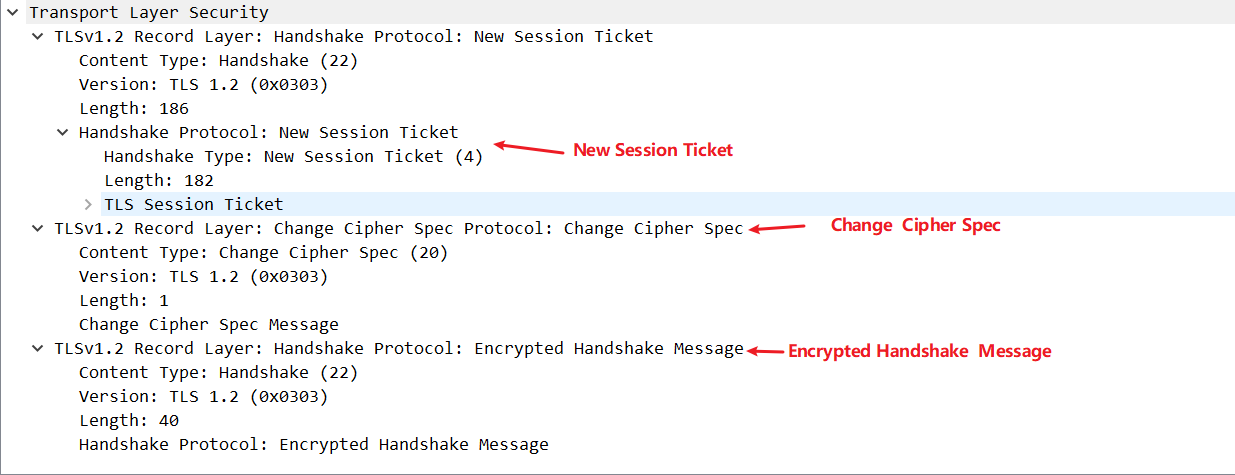 Transport Layer Security
TLSv1.2 Record Layer: Handshake Protocol: New Session Ticket
Content Type: Handshake (22)
Version: TLS 1.2 (0x0303)
Length: 186
Handshake Protocol: New Session Ticket
Handshake Type: New Session Ticket (4)
New Session Ticket
Length: 182
TLS Session Ticket
TLSv1.2 Record Layer: Change Cipher Spec Protocol: Change Cipher Spec
Change Cipher Spec
Content Type: Change Cipher Spec (20)
Version: TLS 1.2 (0x0303)
Length: 1
Change Cipher Spec Message
TLSv1.2 Record Layer: Handshake Protocol: Encrypted Handshake Message
Encrypted Handshake Message
Content Type: Handshake (22)
Version: TLS 1.2 (0x0303)
Length: 40
Handshake Protocol: Encrypted Handshake Message